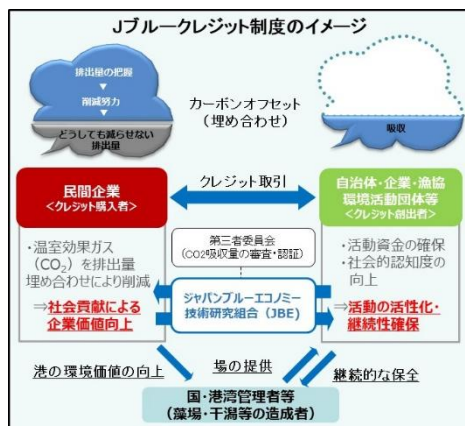 Jブルークレジット制度のイメージ
排出量の把握
削減努力
どうしても減らせない
排出量
カーボンオフセット
（埋め合わせ）
吸収
民間企業
＜クレジット購入者＞
クレジット取引
自治体・企業・漁協
環境活動団体等
＜クレジット創出者＞
・温室効果ガス
（CO2）を排出量
埋め合わせにより削減
⇒社会貢献による
企業価値向上
第三者委員会
（CO2吸収量の審査・認証）
ジャパンブルーエコノミー
技術研究組合（JBE）
・活動資金の確保
・社会的認知度の
向上
⇒活動の活性化・
継続性確保
港の環境価値の向上
場の提供
継続的な保全
国・港湾管理者等
（藻場・干潟等の造成者）